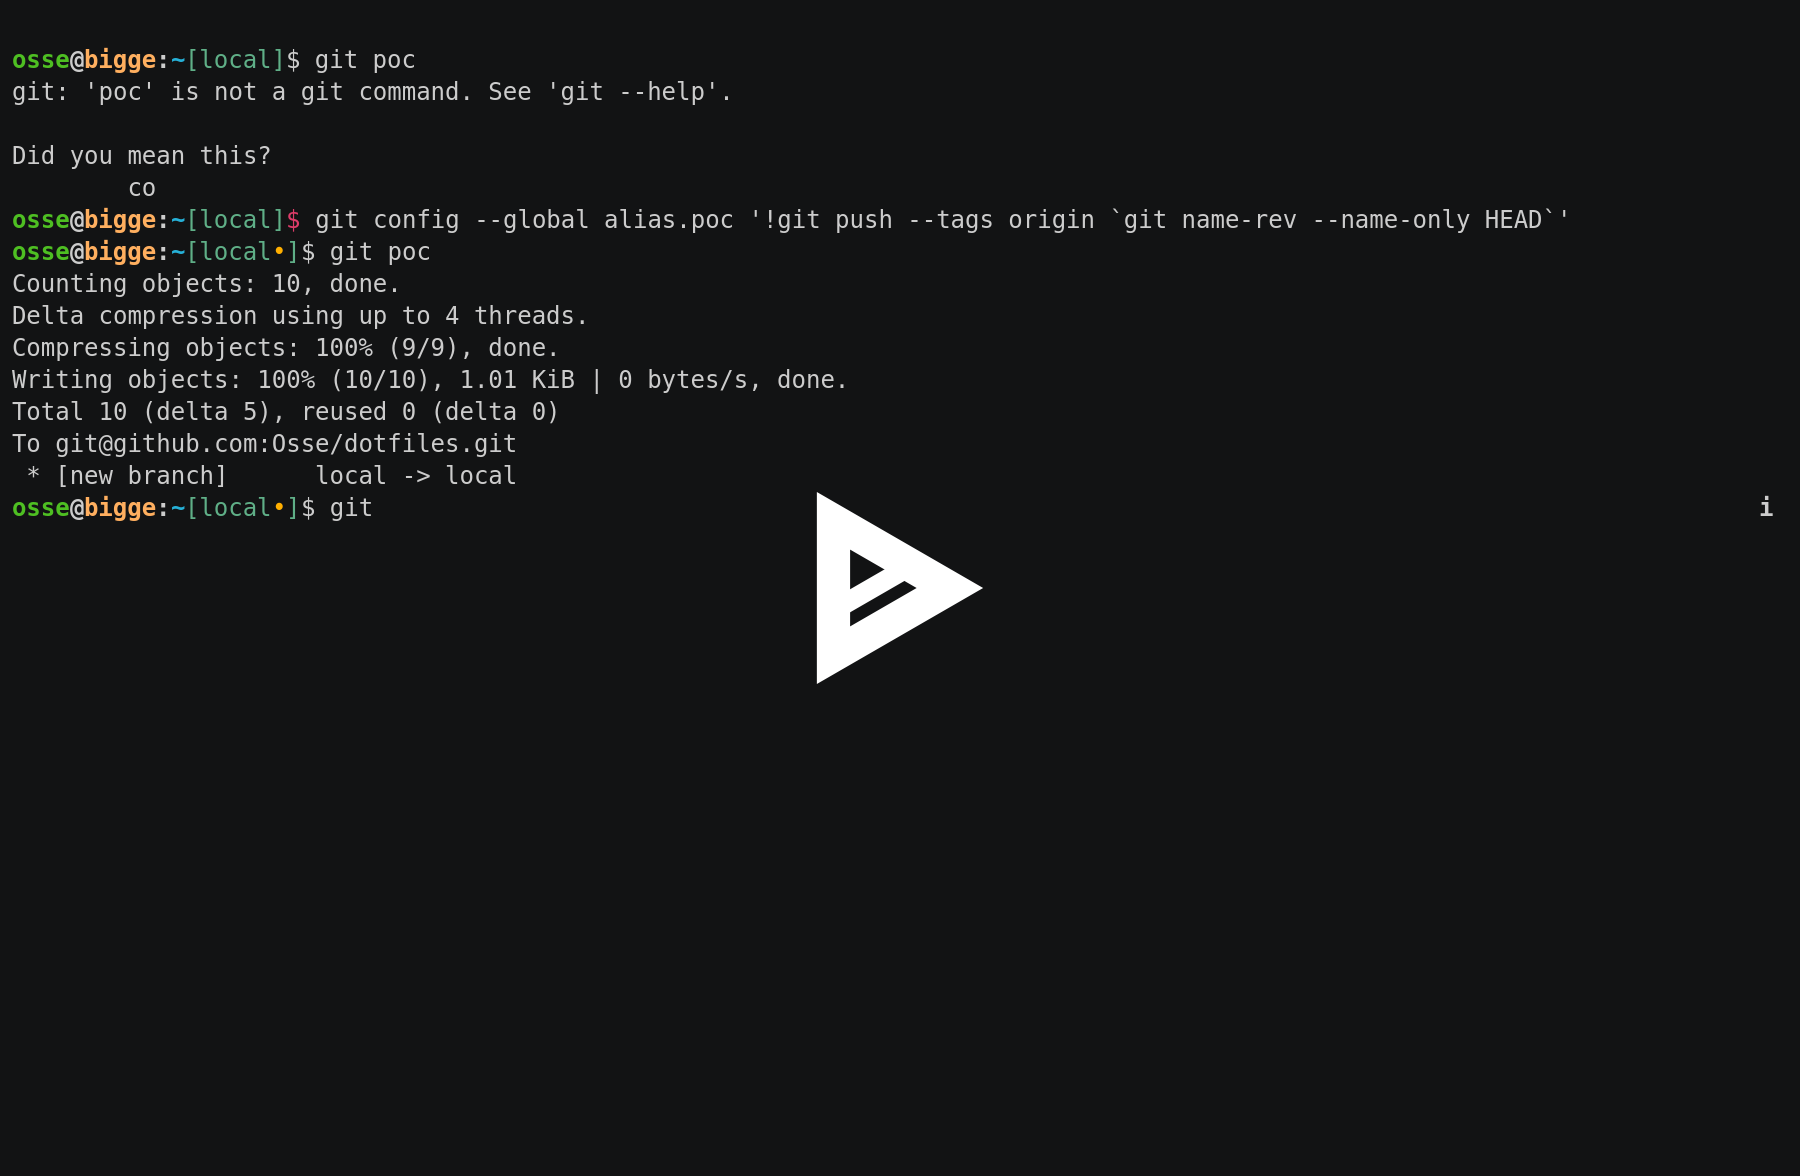 osse@bigge:~[local]$ git poc
git: 'poc' is not a git command. See 'git --help'.

Did you mean this?
        co
osse@bigge:~[local]$ git config --global alias.poc '!git push --tags origin `git name-rev --name-only HEAD`'
osse@bigge:~[local•]$ git poc
Counting objects: 10, done.
Delta compression using up to 4 threads.
Compressing objects: 100% (9/9), done.
Writing objects: 100% (10/10), 1.01 KiB | 0 bytes/s, done.
Total 10 (delta 5), reused 0 (delta 0)
To git@github.com:Osse/dotfiles.git
 * [new branch]      local -> local
osse@bigge:~[local•]$ git i